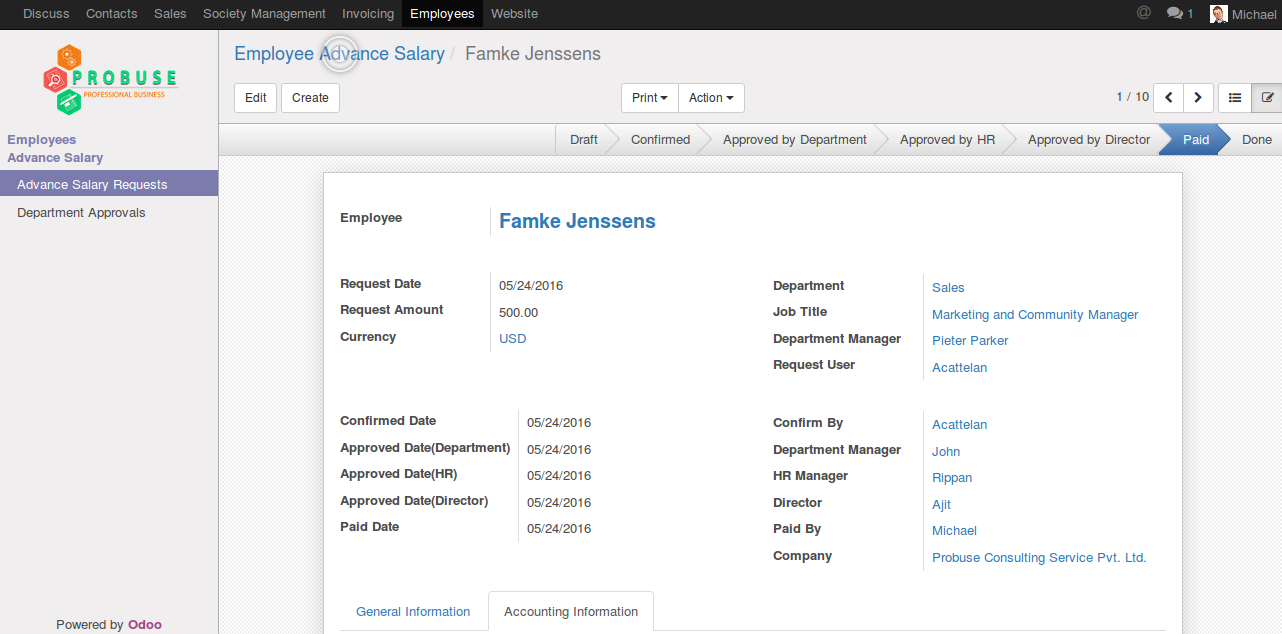 Discuss Contacts Sales Society Management Invoicing Employees Website @ 1 Michael
PROBUSE
PROFESSIONAL BUSINESS
Employees
Advance Salary
Advance Salary Requests
Department Approvals
Powered by Odoo
Employee Advance Salary / Famke Jenssens
Edit Create Print Action 1 / 10
Draft Confirmed Approved by Department Approved by HR Approved by Director Paid Done
Employee Famke Jenssens
Request Date 05/24/2016
Request Amount 500.00
Currency USD
Department Sales
Job Title Marketing and Community Manager
Department Manager Pieter Parker
Request User Acattelan
Confirmed Date 05/24/2016
Approved Date(Department) 05/24/2016
Approved Date(HR) 05/24/2016
Approved Date(Director) 05/24/2016
Paid Date 05/24/2016
Confirm By Acattelan
Department Manager John
HR Manager Rippan
Director Ajit
Paid By Michael
Company Probuse Consulting Service Pvt. Ltd.
General Information Accounting Information